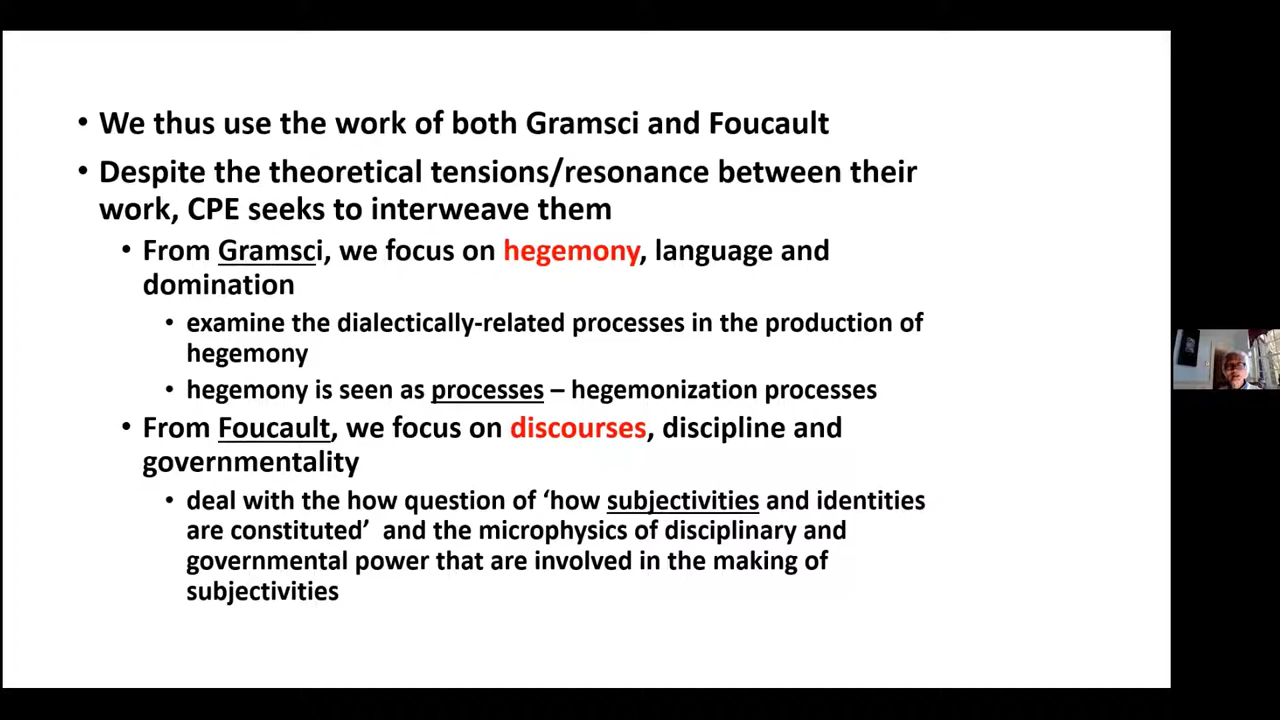 • We thus use the work of both Gramsci and Foucault
• Despite the theoretical tensions/resonance between their
work, CPE seeks to interweave them
• From Gramsci, we focus on hegemony, language and
domination
• examine the dialectically-related processes in the production of
hegemony
• hegemony is seen as processes – hegemonization processes
• From Foucault, we focus on discourses, discipline and
governmentality
• deal with the how question of ‘how subjectivities and identities
are constituted’  and the microphysics of disciplinary and
governmental power that are involved in the making of
subjectivities